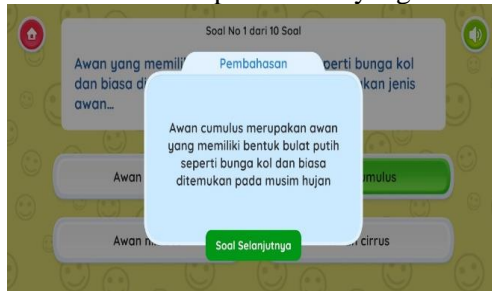 Soal No 1 dari 10 Soal
Awan yang memili Pembahasan perti bunga kol
dan biasa di kan jenis
awan...
Awan cumulus merupakan awan
yang memiliki bentuk bulat putih
seperti bunga kol dan biasa
ditemukan pada musim hujan
Awan umulus
Awan n cirrus
Soal Selanjutnya